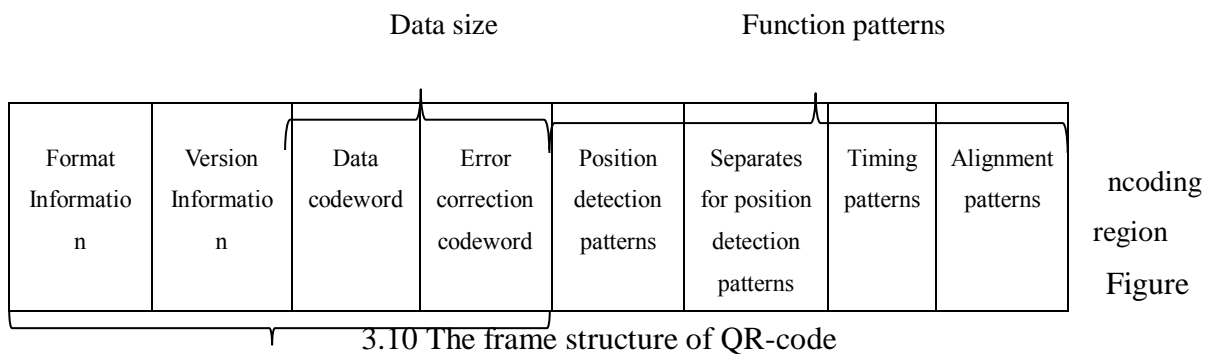 Data size Function patterns
Format
Informatio
n
Version
Informatio
n
Data
codeword
Error
correction
codeword
Position
detection
patterns
Separates
for position
detection
patterns
Timing
patterns
Alignment
patterns
ncoding
region
Figure
3.10 The frame structure of QR-code